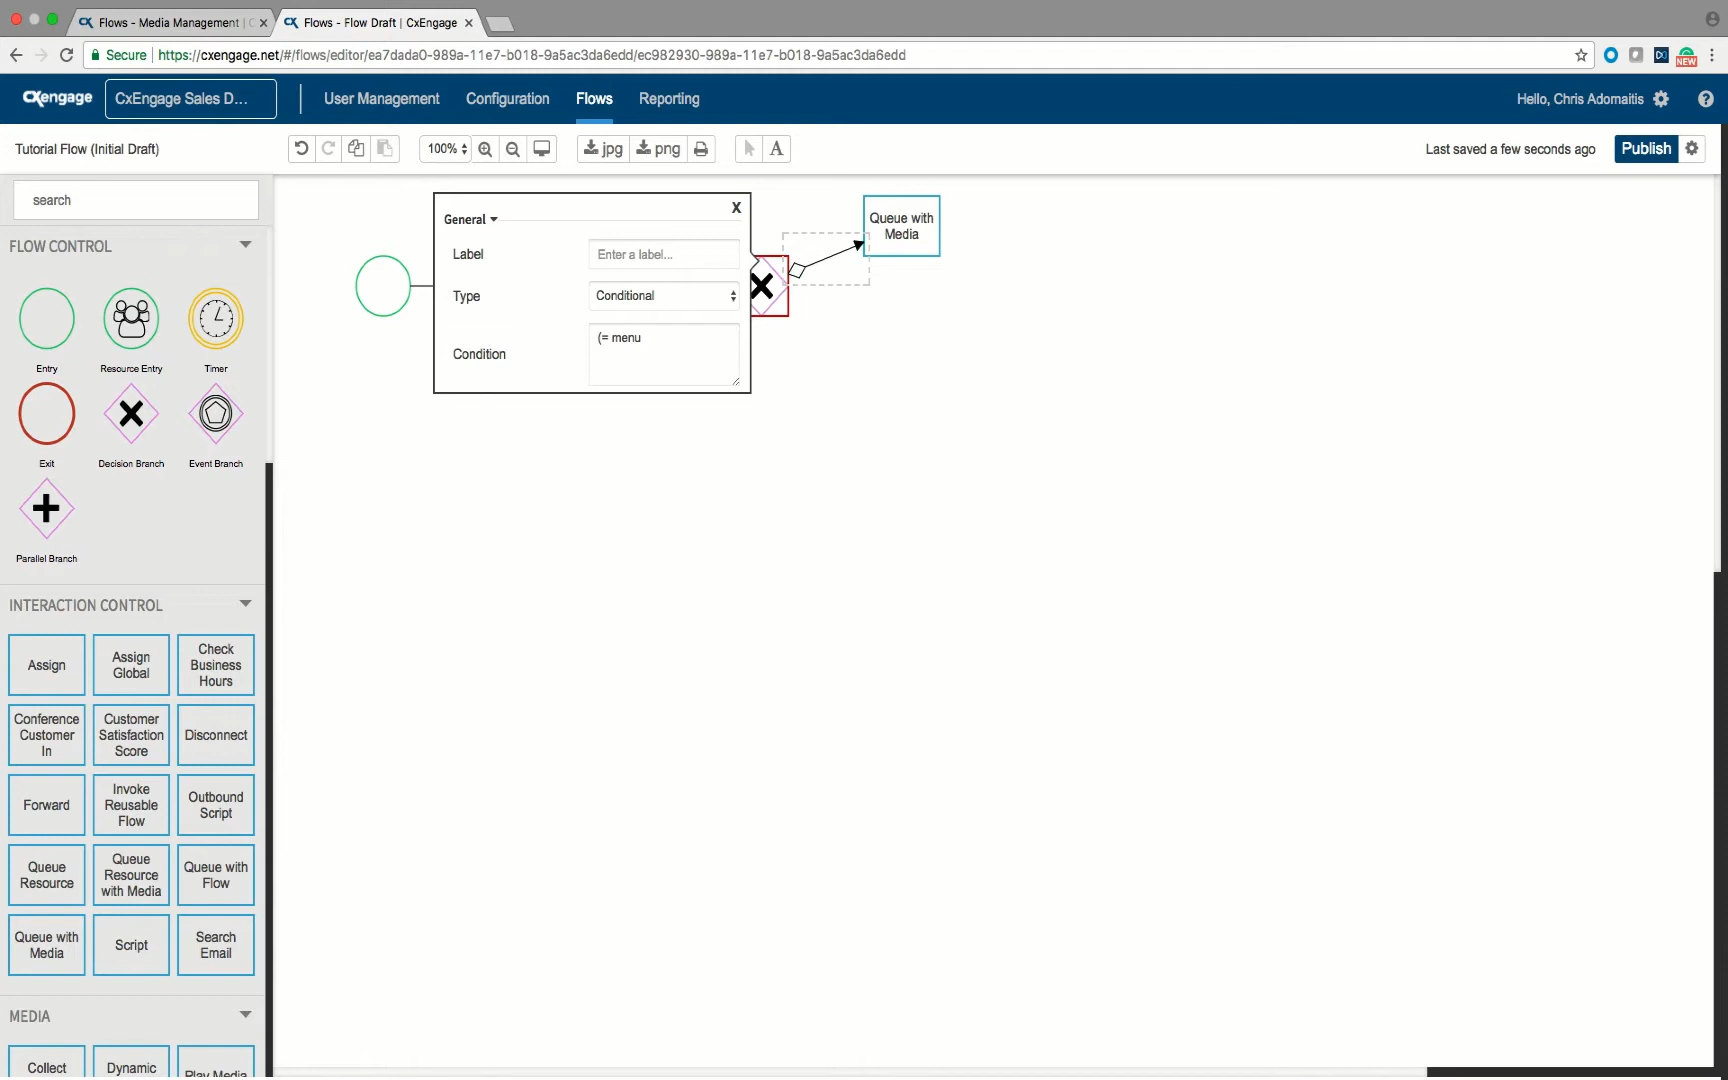 Flows - Media Management | C
Flows - Flow Draft | CxEngage
Secure
https://cxengage.net/#/flows/editor/ea7dada0-989a-11e7-b018-9a5ac3da6edd/ec982930-989a-11e7-b018-9a5ac3da6edd
NEW
CXengage
CxEngage Sales D...
User Management
Configuration
Flows
Reporting
Hello, Chris Adomaitis
?
Tutorial Flow (Initial Draft)
100%
jpg
png
A
Last saved a few seconds ago
Publish
search
FLOW CONTROL
Entry
Resource Entry
Timer
Exit
Decision Branch
Event Branch
Parallel Branch
INTERACTION CONTROL
Assign
Assign
Global
Check
Business
Hours
Conference
Customer
In
Customer
Satisfaction
Score
Disconnect
Forward
Invoke
Reusable
Flow
Outbound
Script
Queue
Resource
Queue
Resource
with Media
Queue with
Flow
Queue with
Media
Script
Search
Email
MEDIA
Collect
Dynamic
Play Media
X
General
Label
Enter a label...
Type
Conditional
Condition
(= menu
Queue with
Media